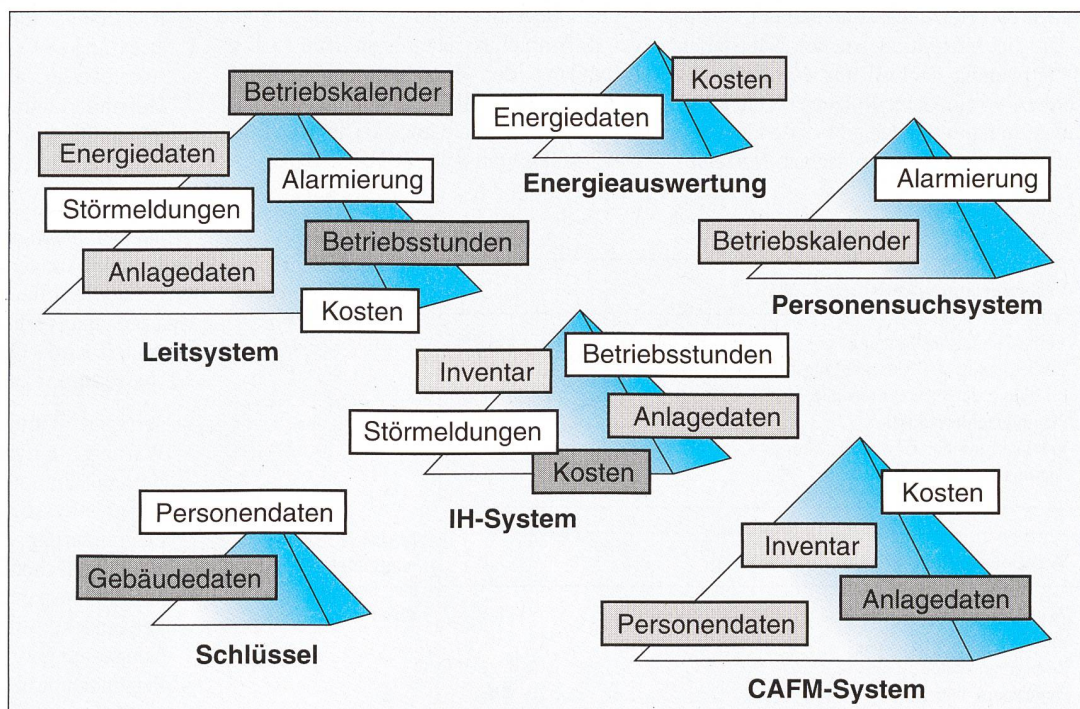 Betriebskalender
Energiedaten
Alarmierung
Störmeldungen
Betriebsstunden
Anlagedaten
Kosten
Leitsystem
Kosten
Energiedaten
Energieauswertung
Alarmierung
Betriebskalender
Personensuchsystem
Betriebsstunden
Inventar
Anlagedaten
Störmeldungen
Kosten
IH-System
Personendaten
Gebäudedaten
Schlüssel
Kosten
Inventar
Anlagedaten
Personendaten
CAFM-System